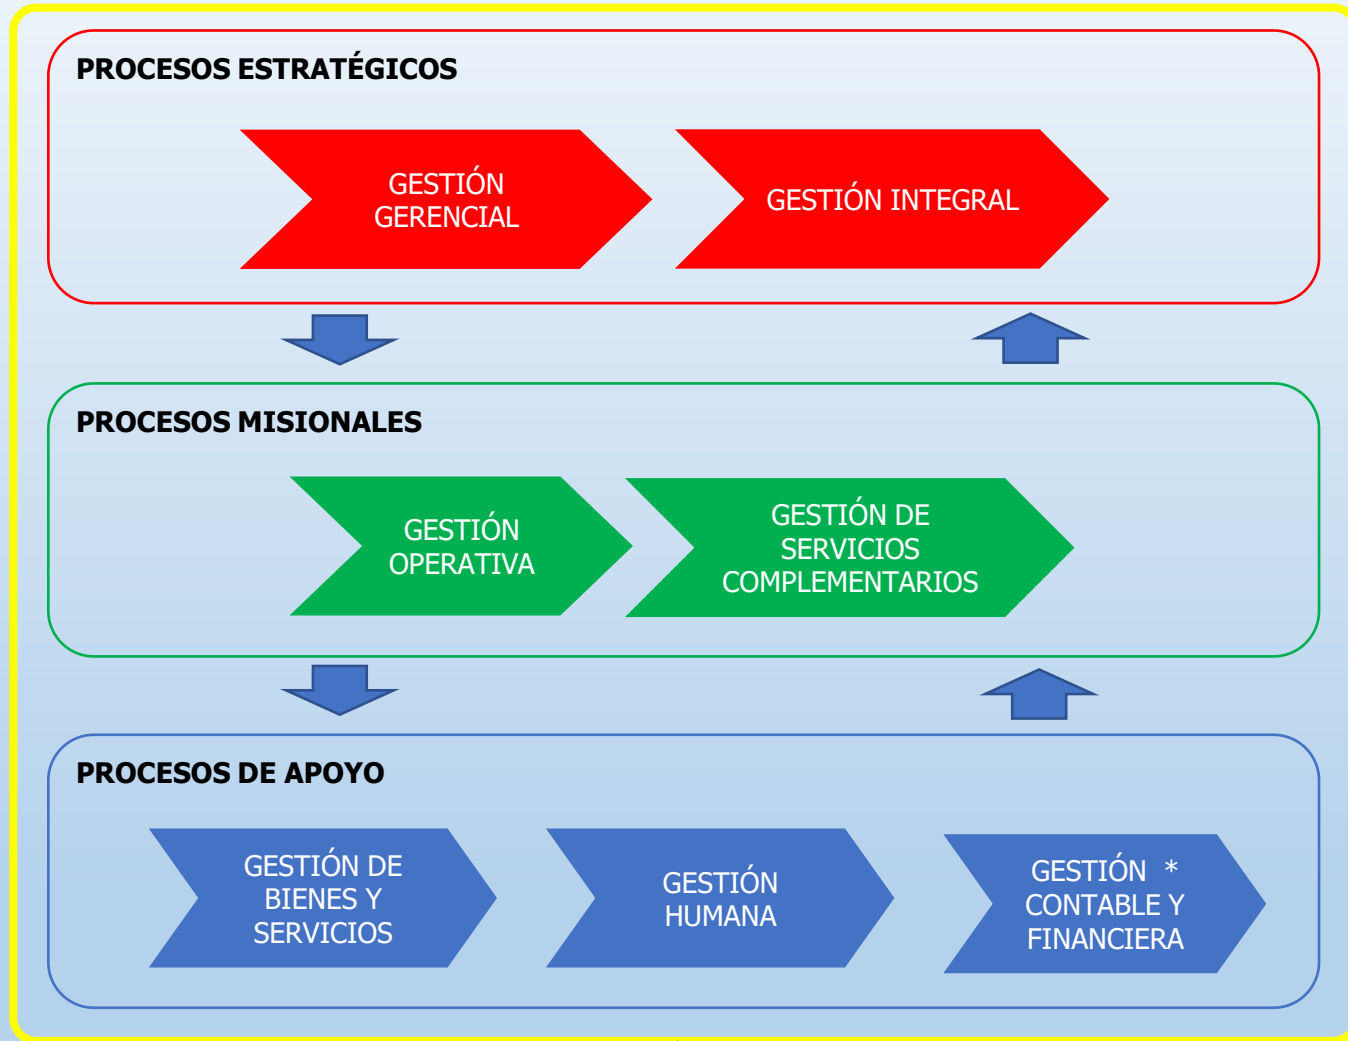 PROCESOS ESTRATÉGICOS
GESTIÓN
GERENCIAL
GESTIÓN INTEGRAL
PROCESOS MISIONALES
GESTIÓN
OPERATIVA
GESTIÓN DE
SERVICIOS
COMPLEMENTARIOS
PROCESOS DE APOYO
GESTIÓN DE
BIENES Y
SERVICIOS
GESTIÓN
HUMANA
GESTIÓN *
CONTABLE Y
FINANCIERA